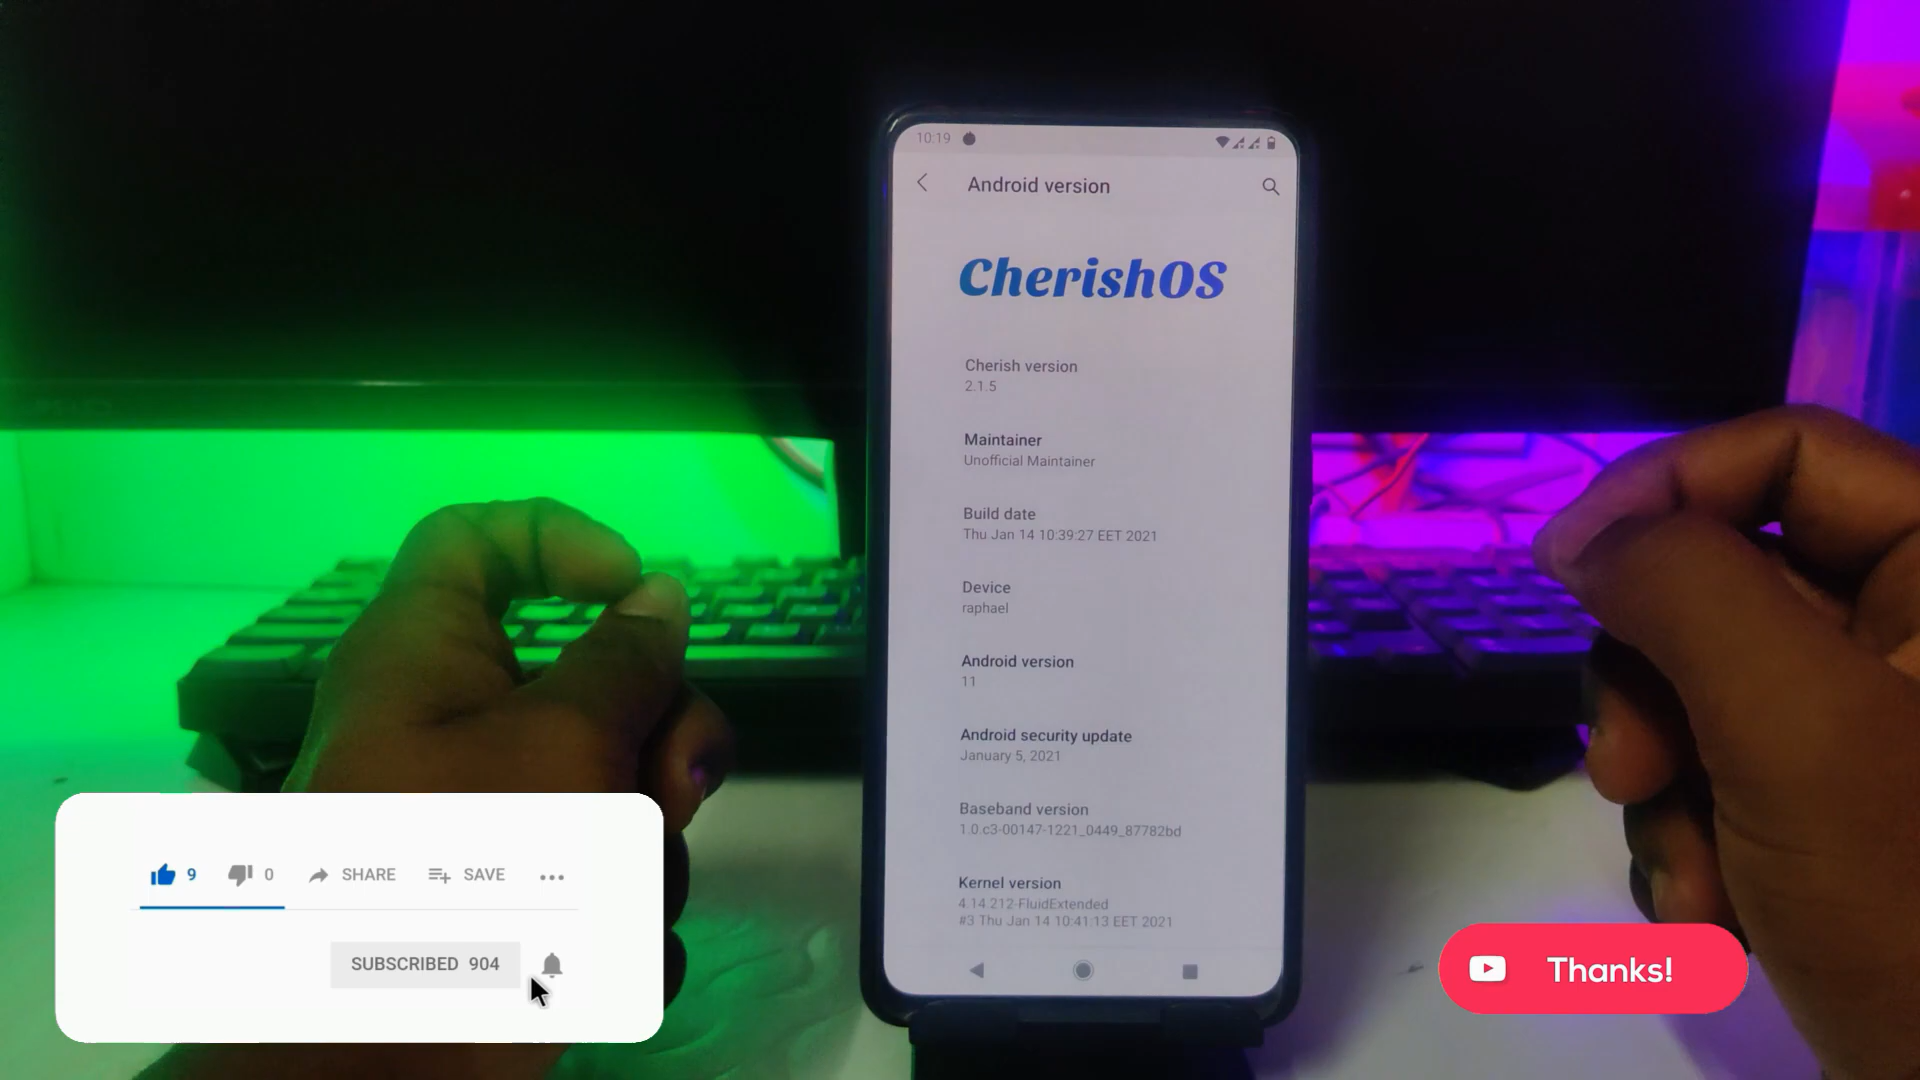 10:19
Android version
CherishOS
Cherish version
2.1.5
Maintainer
Unofficial Maintainer
Build date
Thu Jan 14 10:39:27 EET 2021
Device
raphael
Android version
11
Android security update
January 5, 2021
Baseband version
1.0.c3-00147-1221_0449_87782bd
Kernel version
4.14.212-FluidExtended
#3 Thu Jan 14 10:41:13 EET 2021
9 0 SHARE SAVE
SUBSCRIBED 904
Thanks!